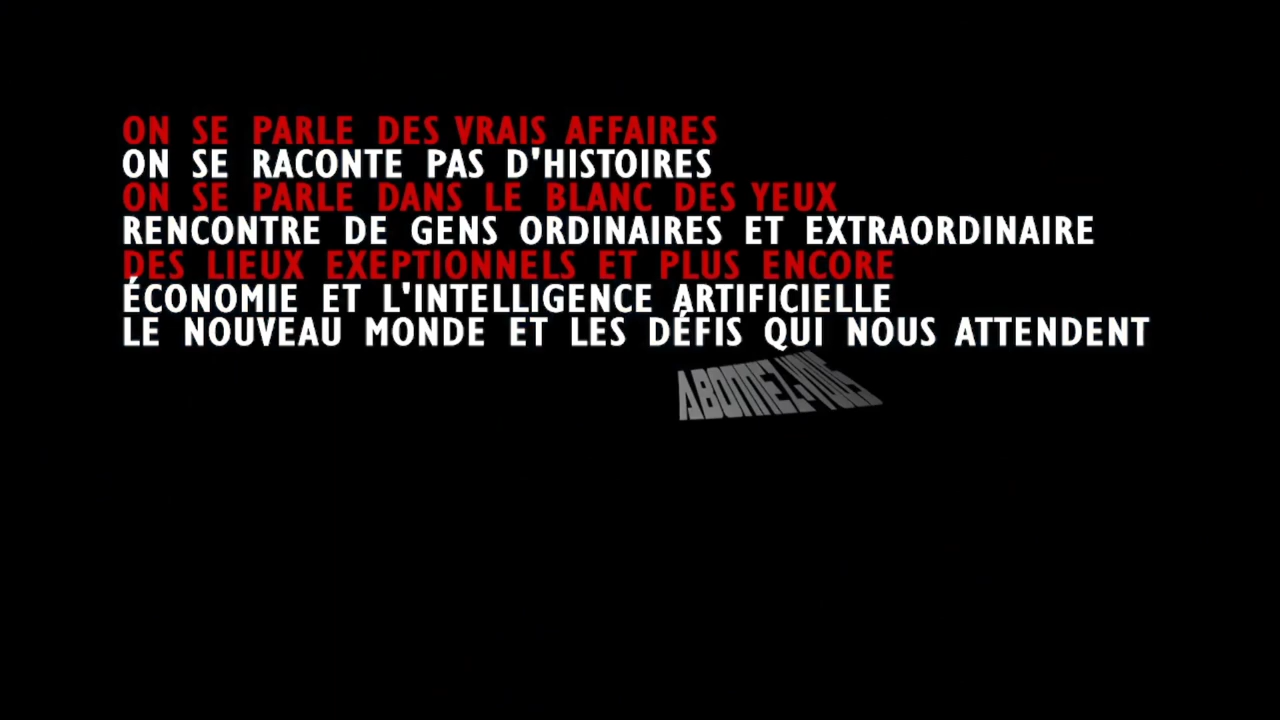 ON SE PARLE DES VRAIS AFFAIRES
ON SE RACONTE PAS D'HISTOIRES
ON SE PARLE DANS LE BLANC DES YEUX
RENCONTRE DE GENS ORDINAIRES ET EXTRAORDINAIRE
DES LIEUX EXEPTIONNELS ET PLUS ENCORE
ÉCONOMIE ET L'INTELLIGENCE ARTIFICIELLE
LE NOUVEAU MONDE ET LES DÉFIS QUI NOUS ATTENDENT
ABONNEZ-VOUS